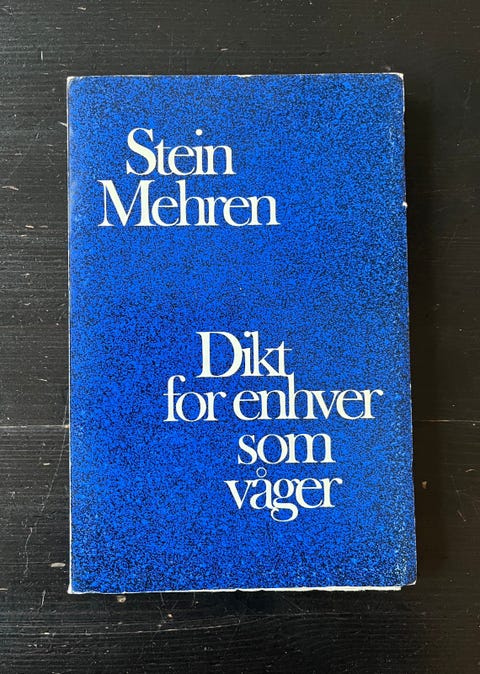 Stein
Mehren
Dikt
for enhver
som
våger